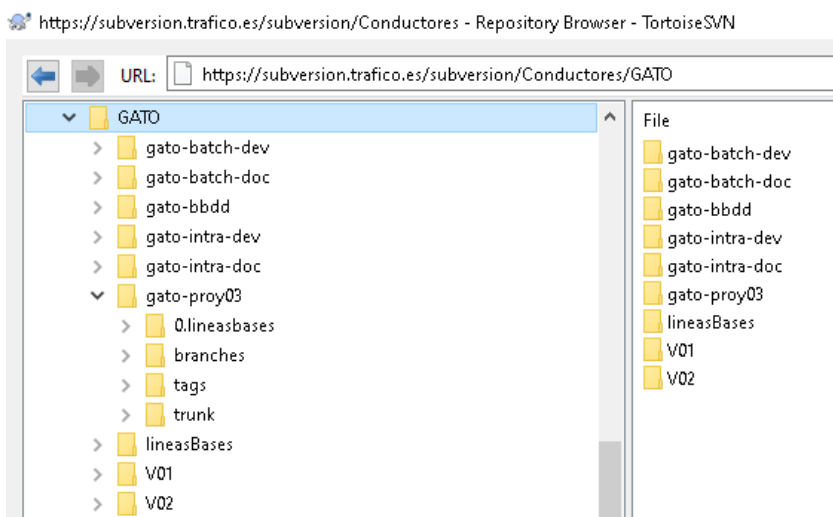 https://subversion.trafico.es/subversion/Conductores - Repository Browser - TortoiseSVN
URL: https://subversion.trafico.es/subversion/Conductores/GATO
GATO
gato-batch-dev
gato-batch-doc
gato-bbdd
gato-intra-dev
gato-intra-doc
gato-proy03
0.lineasbases
branches
tags
trunk
lineasBases
V01
V02
File
gato-batch-dev
gato-batch-doc
gato-bbdd
gato-intra-dev
gato-intra-doc
gato-proy03
lineasBases
V01
V02